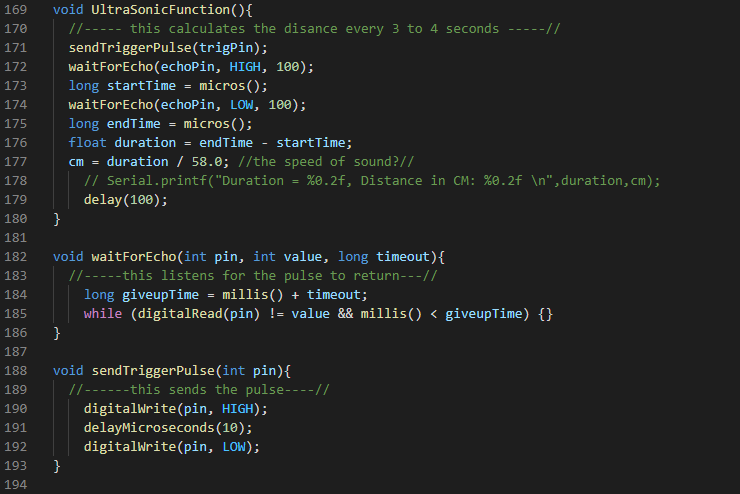 169 void UltraSonicFunction(){
170 //----- this calculates the disance every 3 to 4 seconds -----//
171 sendTriggerPulse(trigPin);
172 waitForEcho(echoPin, HIGH, 100);
173 long startTime = micros();
174 waitForEcho(echoPin, LOW, 100);
175 long endTime = micros();
176 float duration = endTime - startTime;
177 cm = duration / 58.0; //the speed of sound?//
178 // Serial.printf("Duration = %0.2f, Distance in CM: %0.2f \n",duration,cm);
179 delay(100);
180 }
181
182 void waitForEcho(int pin, int value, long timeout){
183 //-----this listens for the pulse to return---//
184 long giveupTime = millis() + timeout;
185 while (digitalRead(pin) != value && millis() < giveupTime) {}
186 }
187
188 void sendTriggerPulse(int pin){
189 //------this sends the pulse----//
190 digitalWrite(pin, HIGH);
191 delayMicroseconds(10);
192 digitalWrite(pin, LOW);
193 }
194